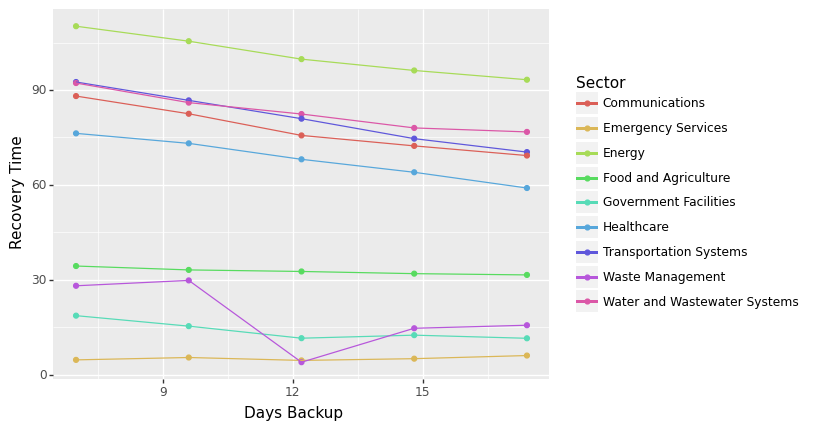 90
60
30
0
9 12 15
Recovery Time
Days Backup
Sector
Communications
Emergency Services
Energy
Food and Agriculture
Government Facilities
Healthcare
Transportation Systems
Waste Management
Water and Wastewater Systems